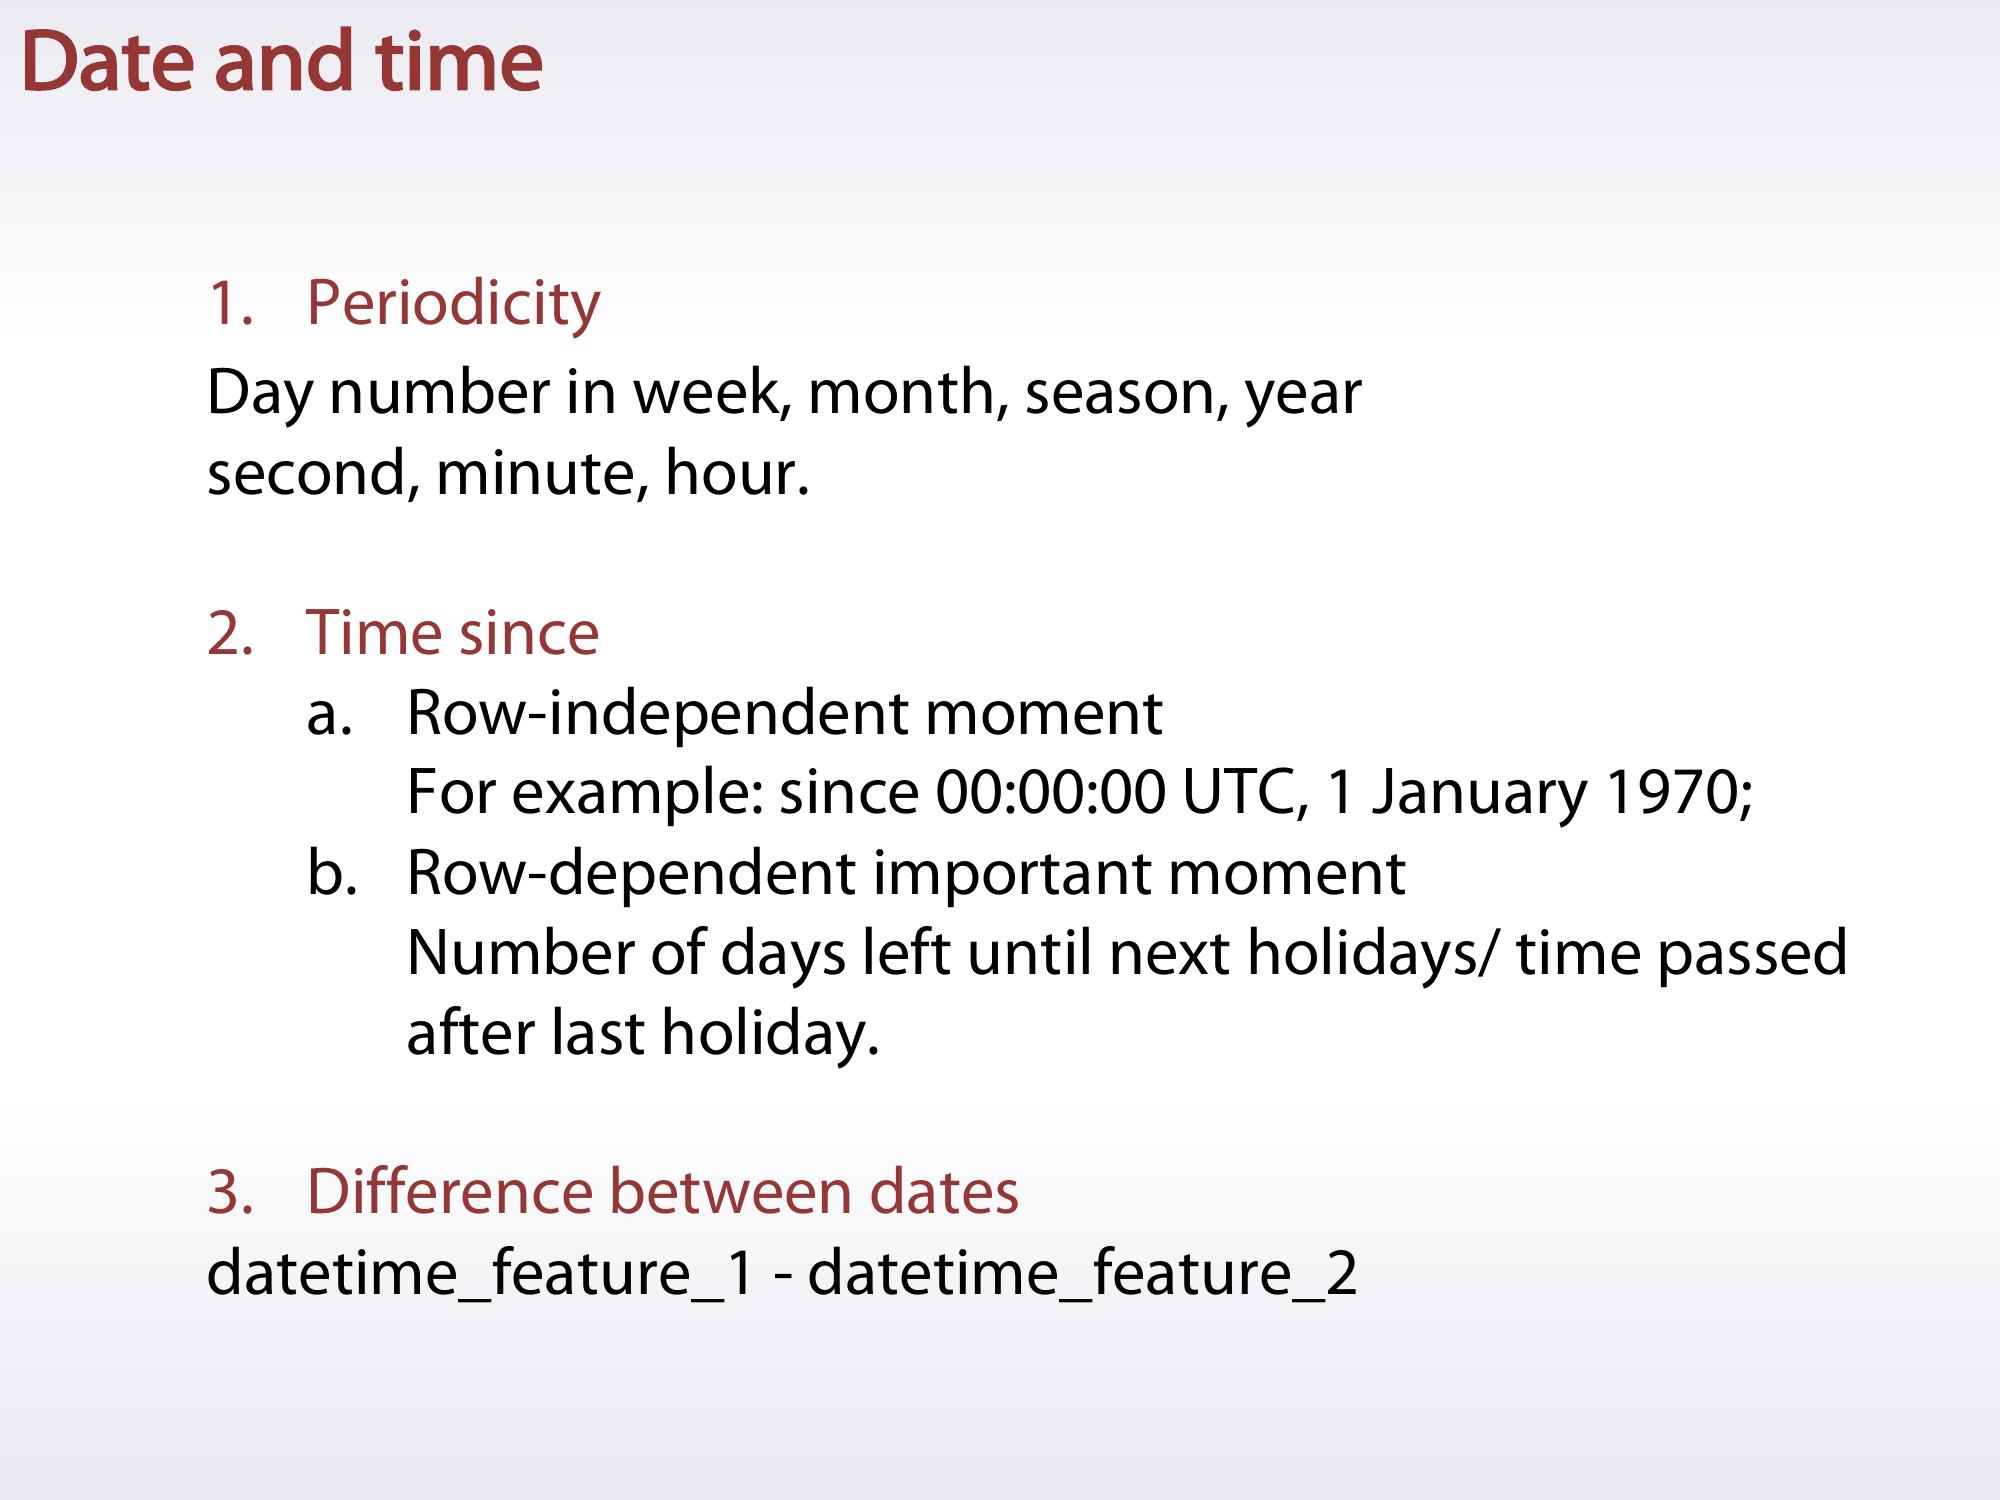 Date and time
1. Periodicity
Day number in week, month, season, year
second, minute, hour.
2. Time since
a. Row-independent moment
For example: since 00:00:00 UTC, 1 January 1970;
b. Row-dependent important moment
Number of days left until next holidays/ time passed
after last holiday.
3. Difference between dates
datetime_feature_1 - datetime_feature_2